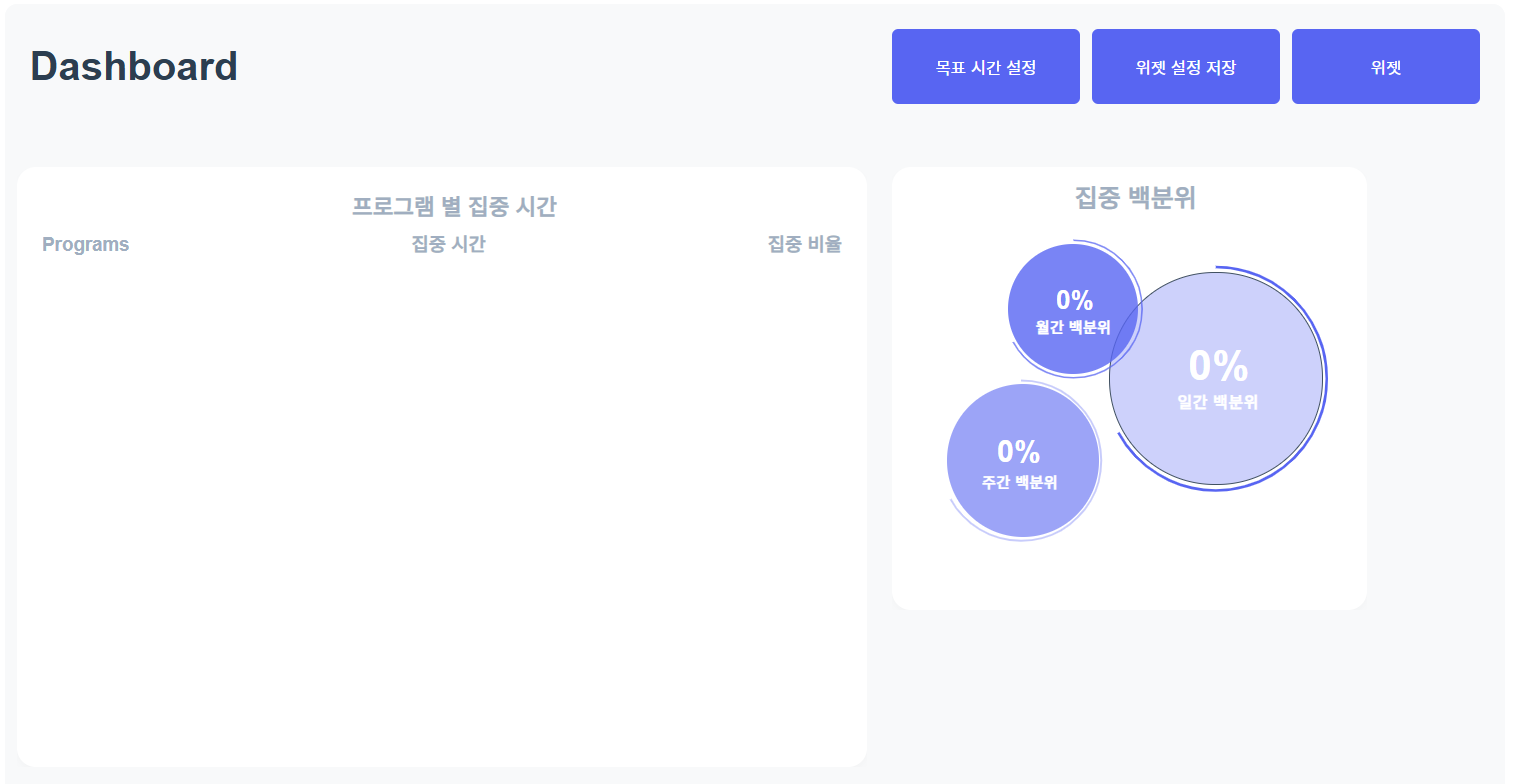 Dashboard
목표 시간 설정
위젯 설정 저장
위젯
프로그램 별 집중 시간
Programs
집중 시간
집중 비율
집중 백분위
0%
월간 백분위
0%
일간 백분위
0%
주간 백분위